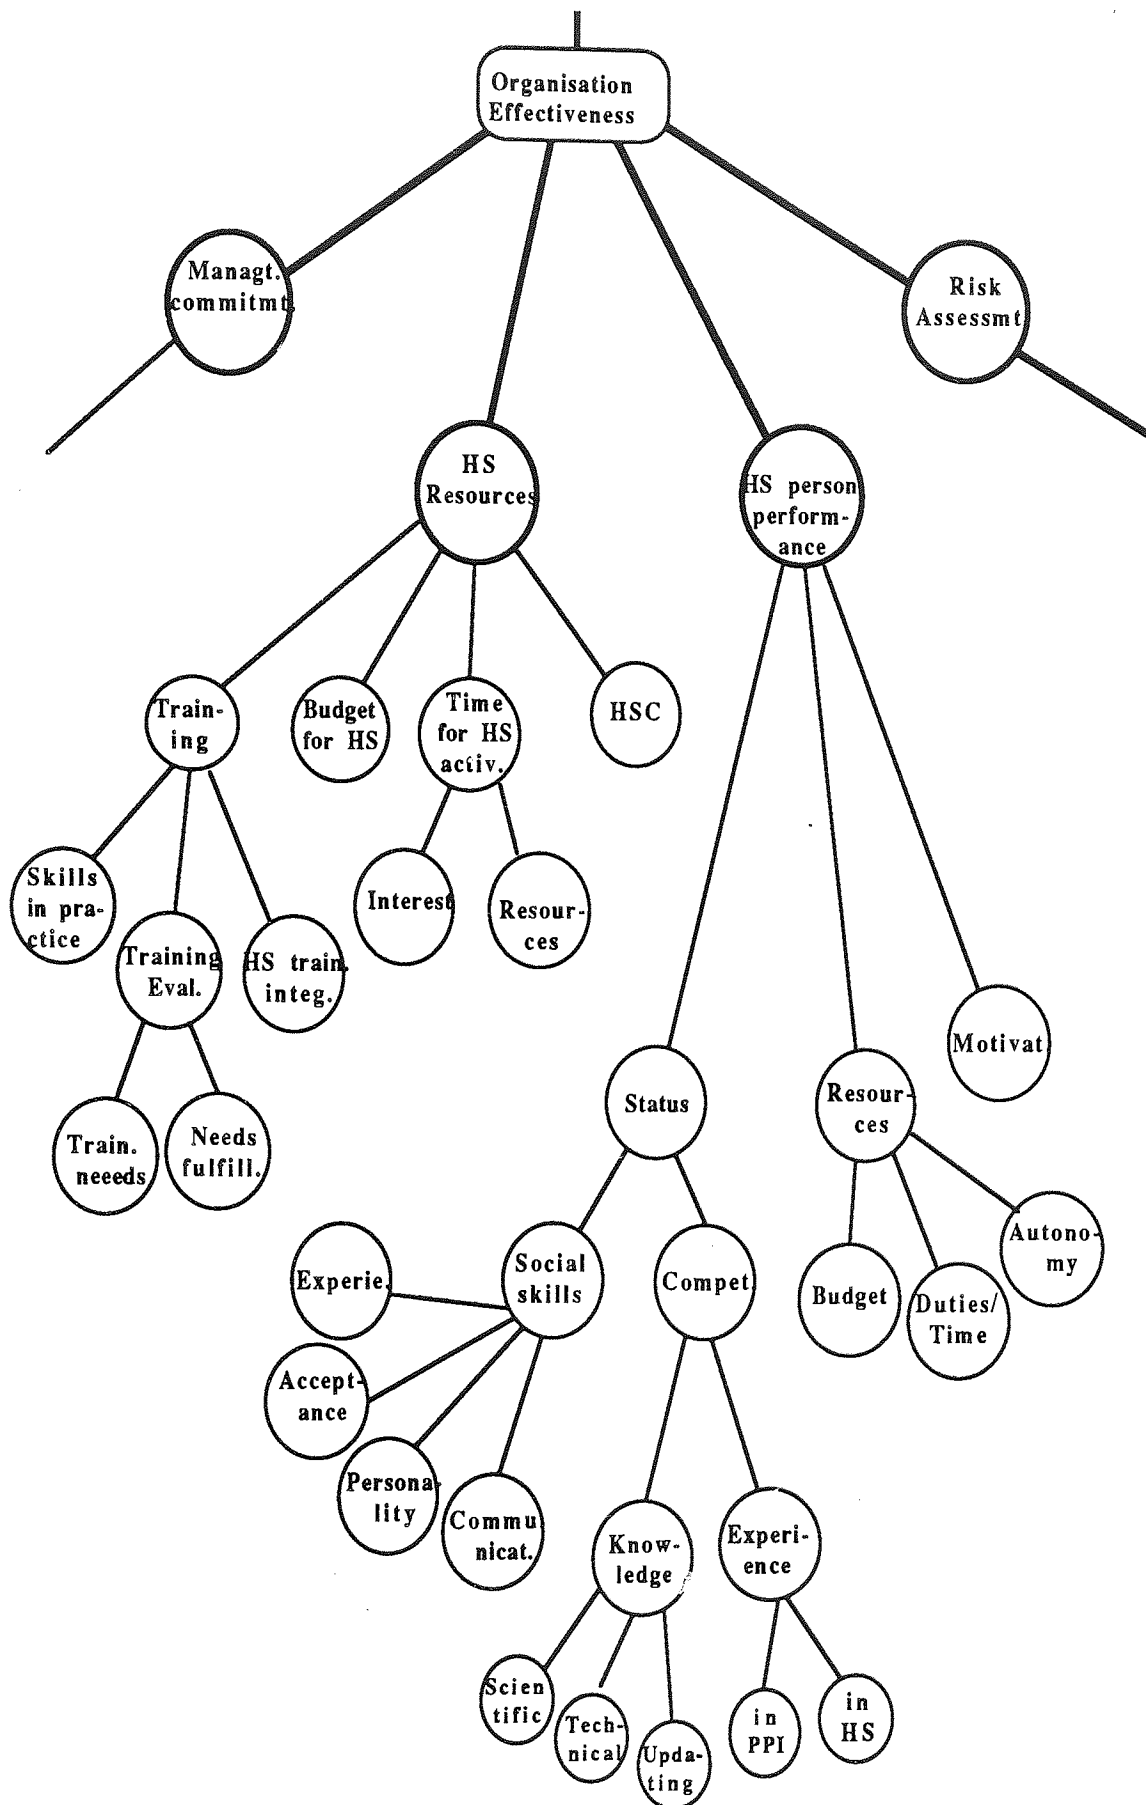 Organisation
Effectiveness
Managt.
commitmt.
Risk
Assessmt
HS
Resources
HS person
perform-
ance
Train-
ing
Budget
for HS
Time
for HS
activ.
HSC
Skills
in pra-
ctice
Training
Eval.
HS train.
integ.
Interest
Resour-
ces
Motivat
Train.
neeeds
Needs
fulfill.
Status
Resour-
ces
Experie.
Social
skills
Compet.
Budget
Duties/
Time
Autono-
my
Accept-
ance
Persona-
lity
Commu
nicat.
Know-
ledge
Experi-
ence
Scien
tific
Tech-
nical
Upda-
ting
in
PPI
in
HS